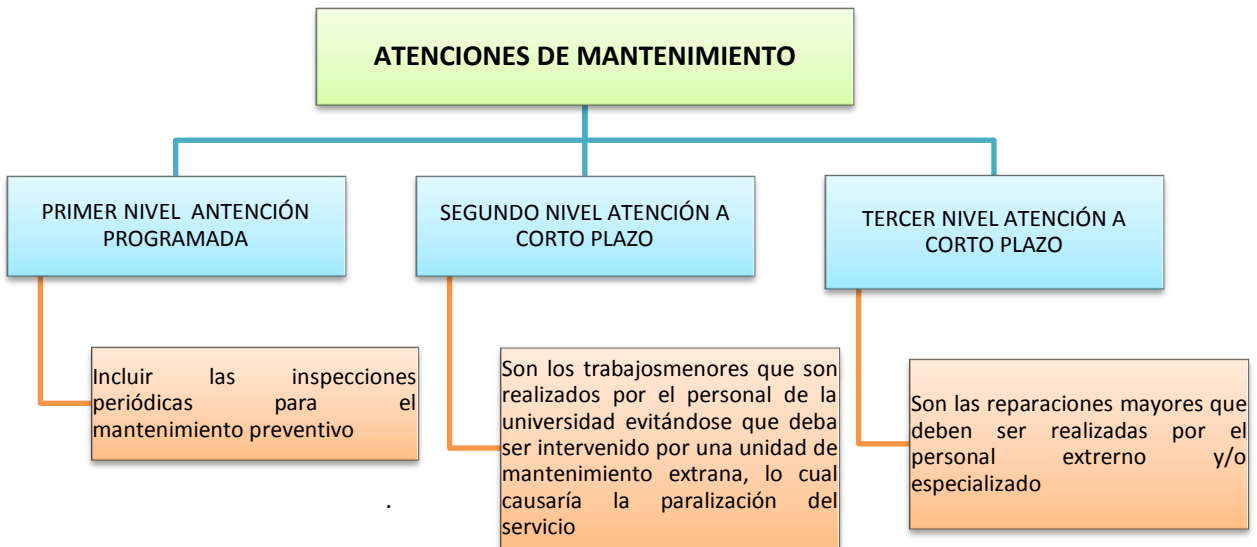 ATENCIONES DE MANTENIMIENTO
PRIMER NIVEL ANTENCIÓN
PROGRAMADA
SEGUNDO NIVEL ATENCIÓN A
CORTO PLAZO
TERCER NIVEL ATENCIÓN A
CORTO PLAZO
Incluir las inspecciones
periódicas para el
mantenimiento preventivo
Son los trabajosmenores que son
realizados por el personal de la
universidad evitándose que deba
ser intervenido por una unidad de
mantenimiento extrana, lo cual
causaría la paralización del
servicio
Son las reparaciones mayores que
deben ser realizadas por el
personal extrerno y/o
especializado
.